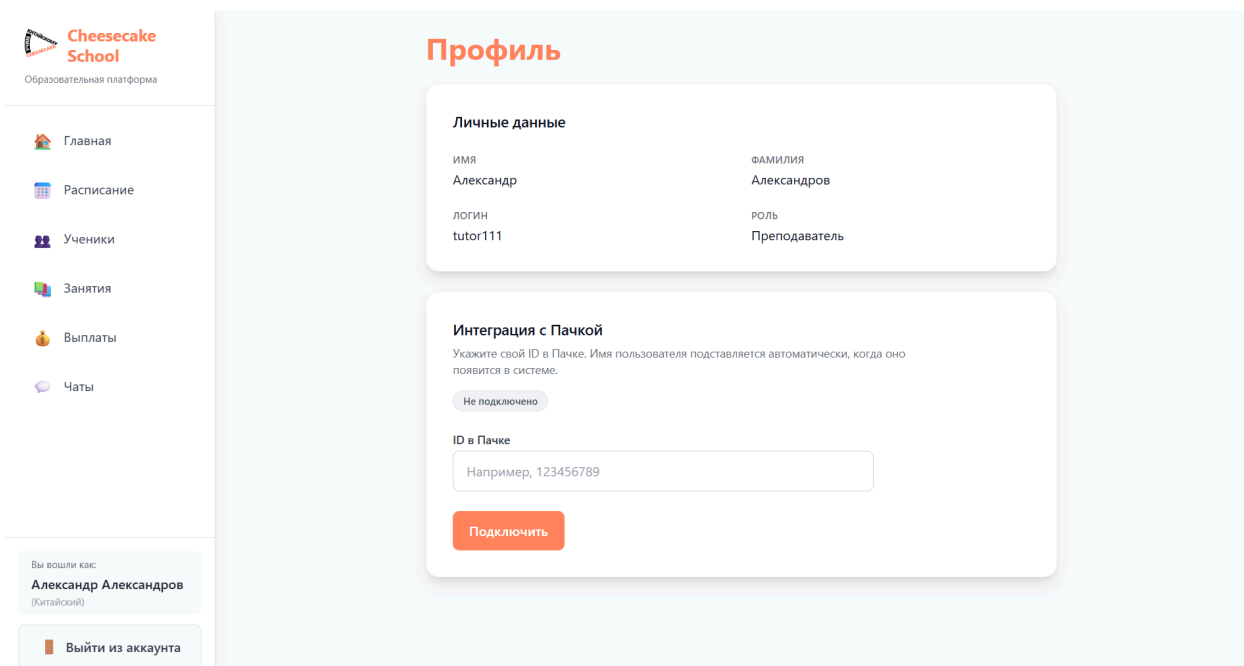 Cheesecake
School
Образовательная платформа
Главная
Расписание
Ученики
Занятия
Выплаты
Чаты
Вы вошли как:
Александр Александров
(Китайский)
Выйти из аккаунта
Профиль
Личные данные
ИМЯ
Александр
ФАМИЛИЯ
Александров
ЛОГИН
tutor111
РОЛЬ
Преподаватель
Интеграция с Пачкой
Укажите свой ID в Пачке. Имя пользователя подставляется автоматически, когда оно
появится в системе.
Не подключено
ID в Пачке
Например, 123456789
Подключить